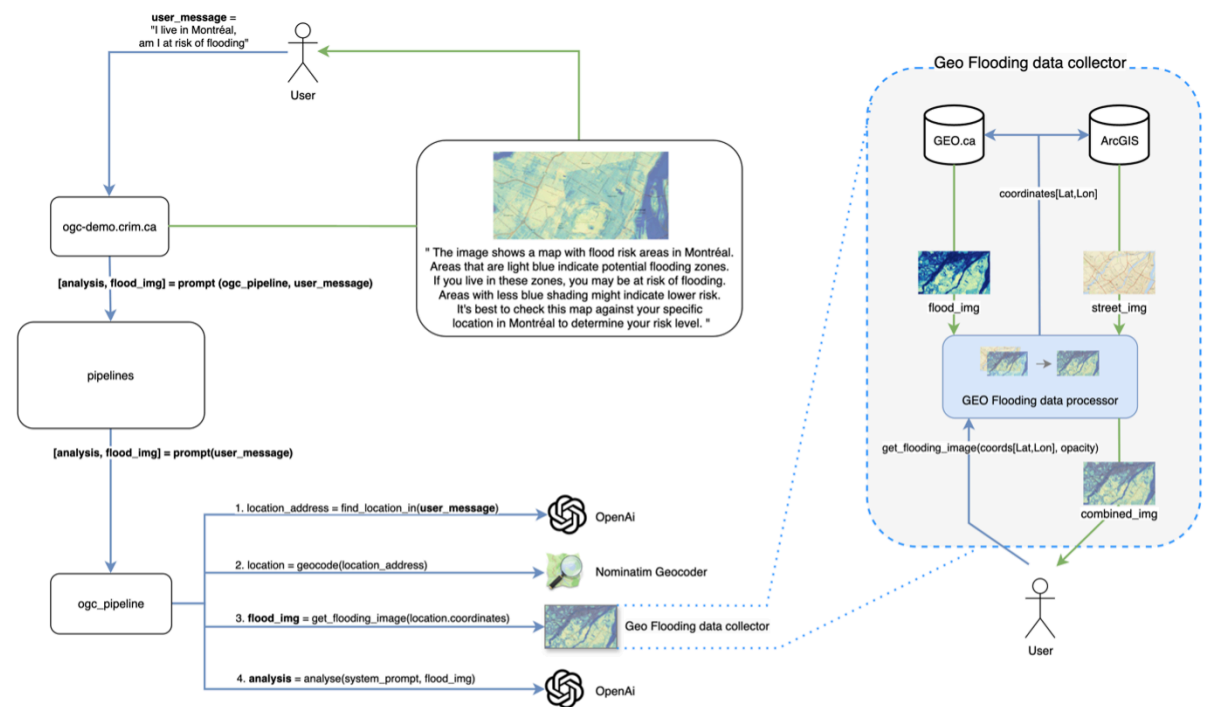 user_message =
"I live in Montréal,
am I at risk of flooding"
User
ogc-demo.crim.ca
" The image shows a map with flood risk areas in Montréal.
Areas that are light blue indicate potential flooding zones.
If you live in these zones, you may be at risk of flooding.
Areas with less blue shading might indicate lower risk.
It's best to check this map against your specific
location in Montréal to determine your risk level. "
[analysis, flood_img] = prompt (ogc_pipeline, user_message)
pipelines
[analysis, flood_img] = prompt(user_message)
ogc_pipeline
1. location_address = find_location_in(user_message)
OpenAi
2. location = geocode(location_address)
Nominatim Geocoder
3. flood_img = get_flooding_image(location.coordinates)
Geo Flooding data collector
4. analysis = analyse(system_prompt, flood_img)
OpenAi
Geo Flooding data collector
GEO.ca
ArcGIS
coordinates[Lat,Lon]
flood_img
street_img
GEO Flooding data processor
get_flooding_image(coords[Lat,Lon], opacity)
combined_img
User